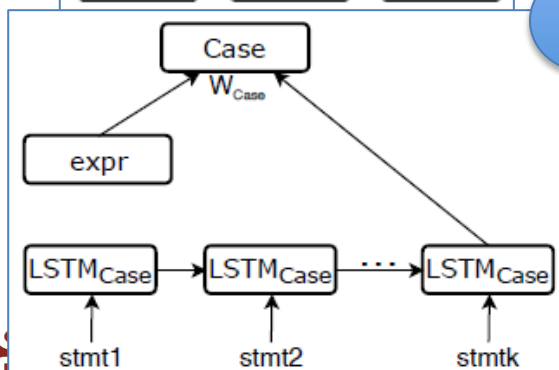 Case
W_Case
expr
LSTM_Case LSTM_Case ... LSTM_Case
stmt1 stmt2 stmtk